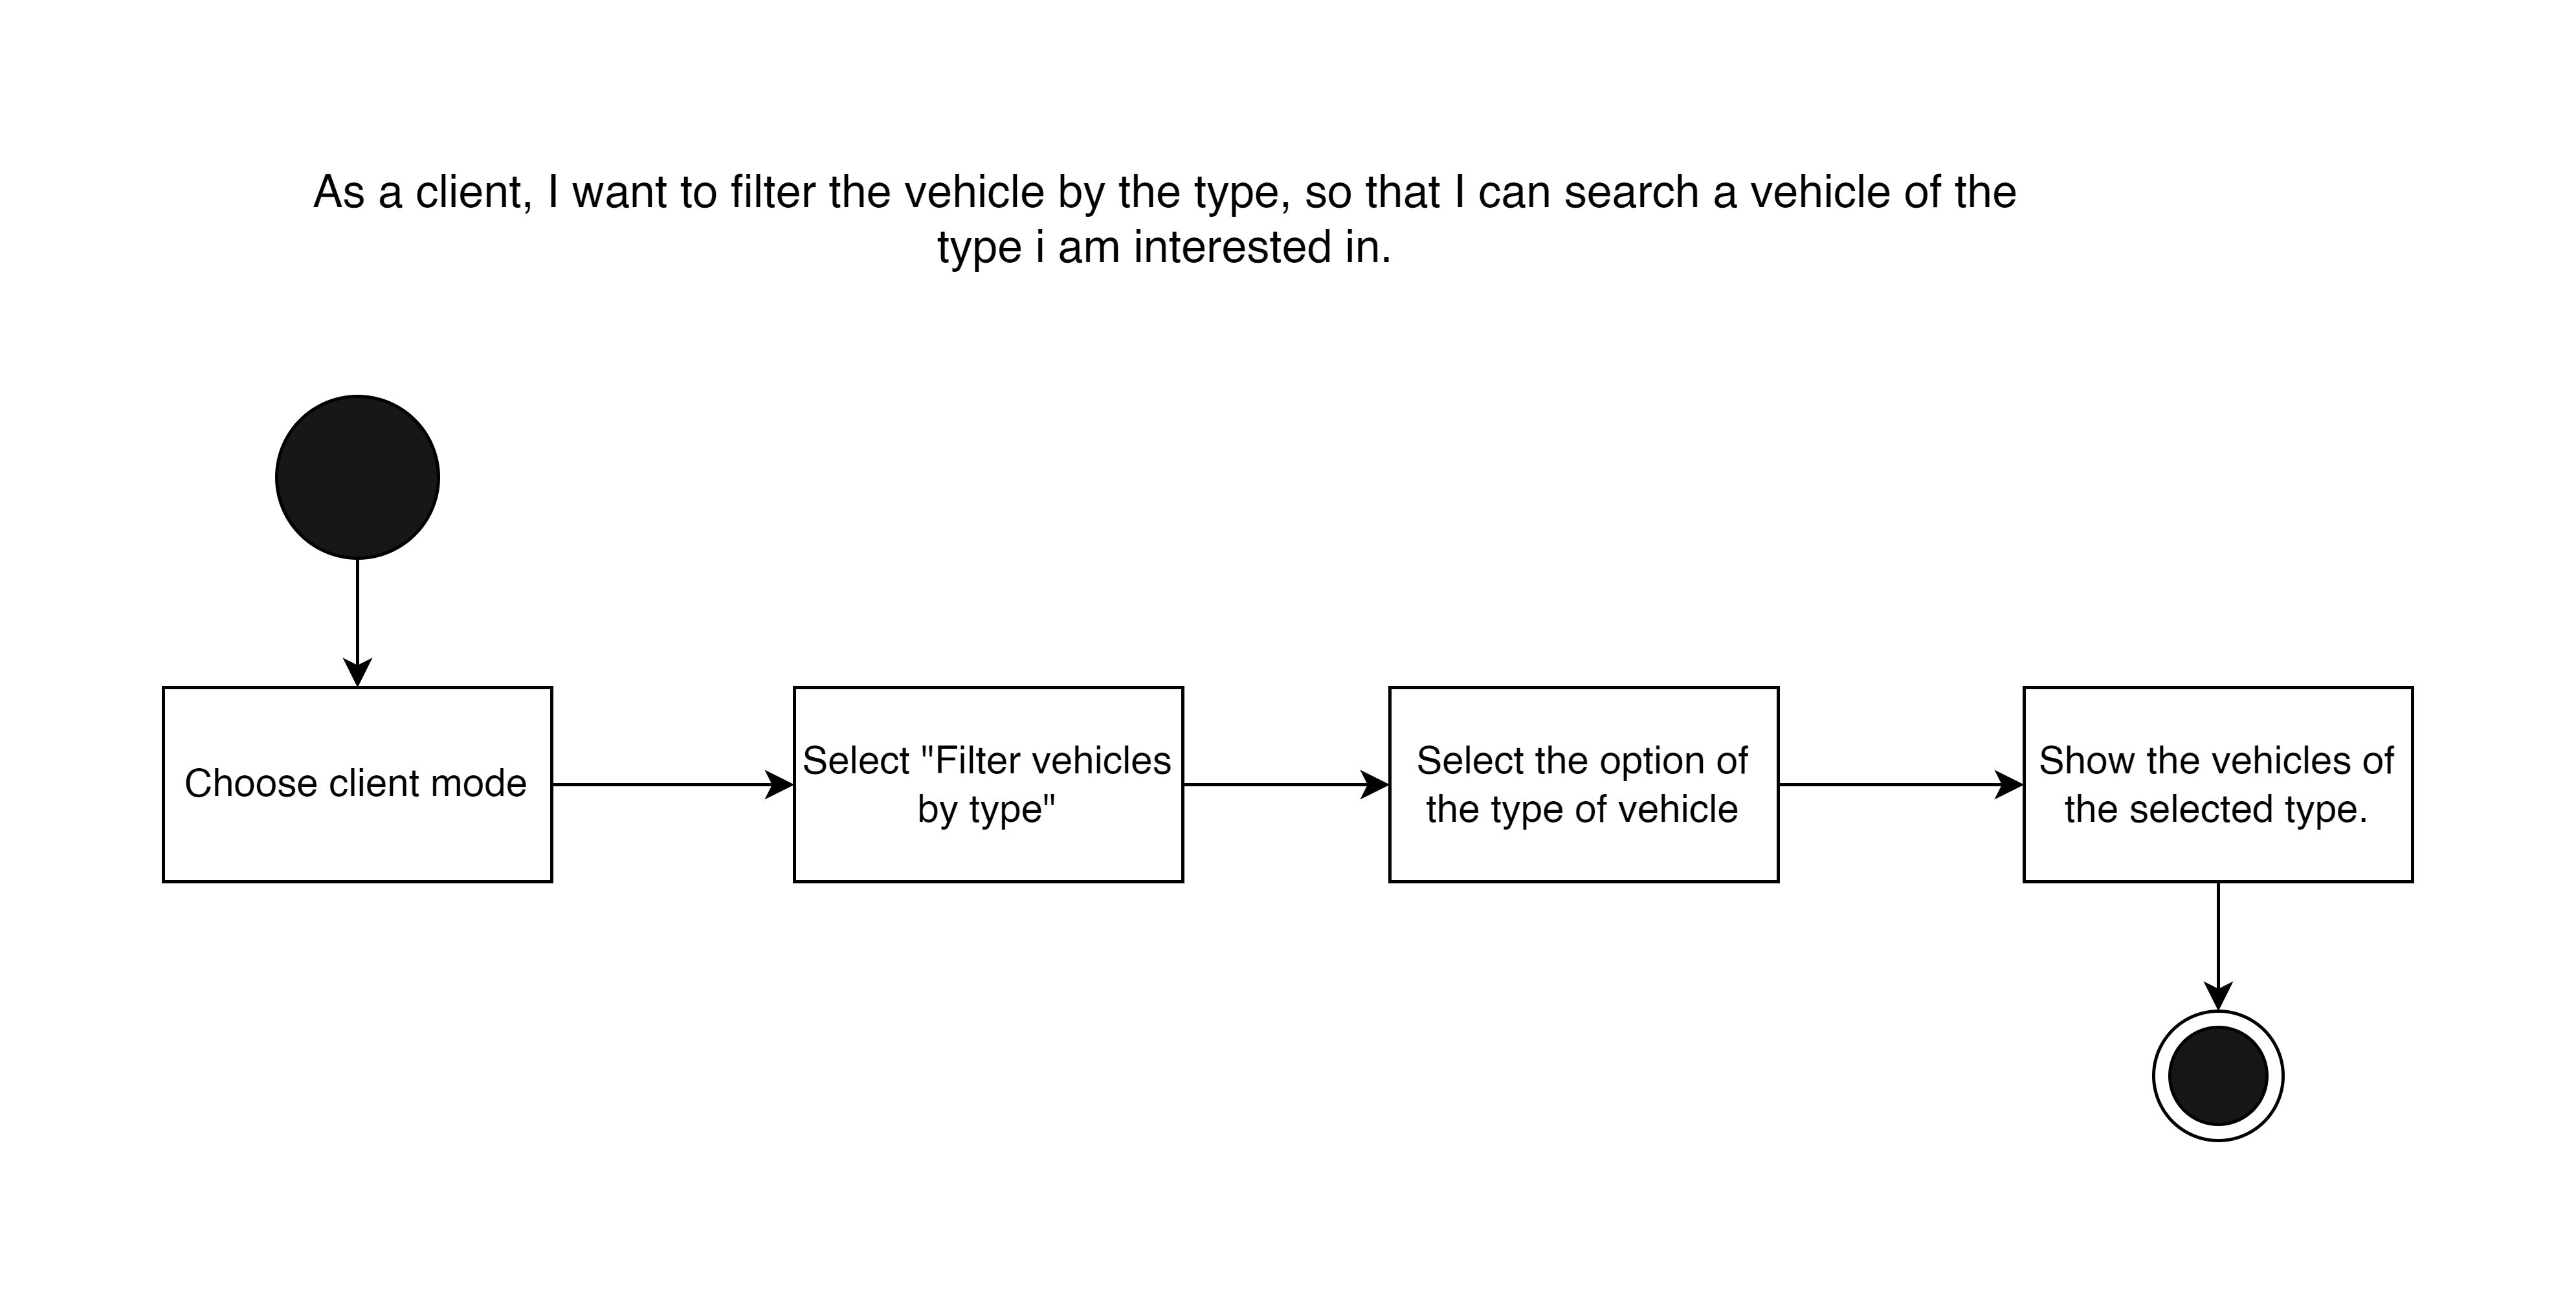 As a client, I want to filter the vehicle by the type, so that I can search a vehicle of the
type i am interested in.
Choose client mode
Select "Filter vehicles
by type"
Select the option of
the type of vehicle
Show the vehicles of
the selected type.